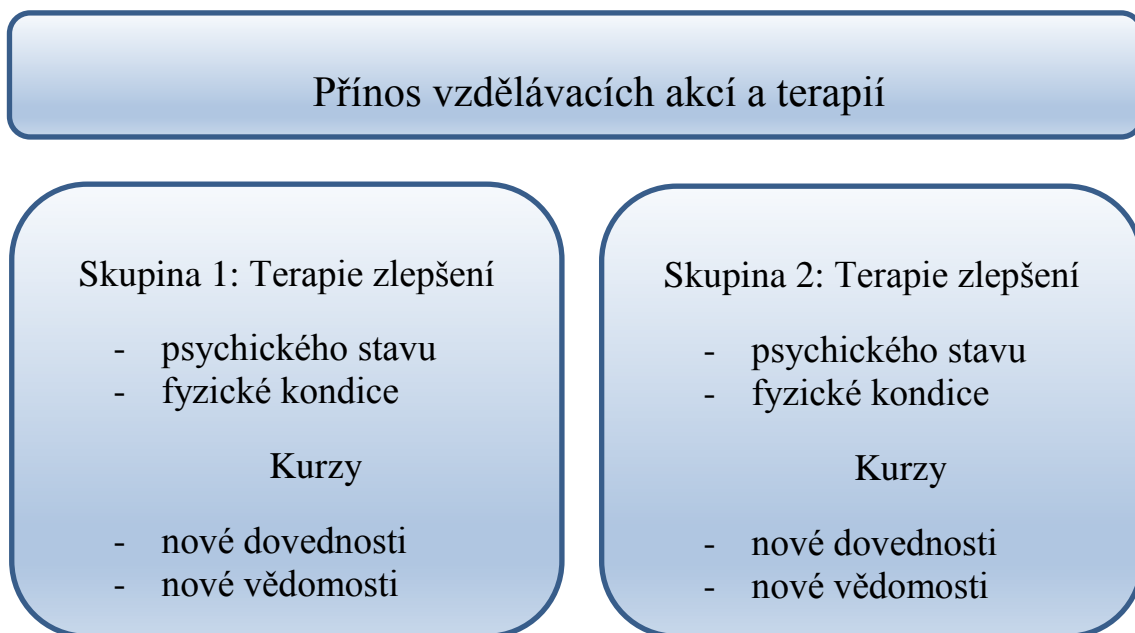 Přínos vzdělávacích akcí a terapií
Skupina 1: Terapie zlepšení
- psychického stavu
- fyzické kondice
Kurzy
- nové dovednosti
- nové vědomosti
Skupina 2: Terapie zlepšení
- psychického stavu
- fyzické kondice
Kurzy
- nové dovednosti
- nové vědomosti